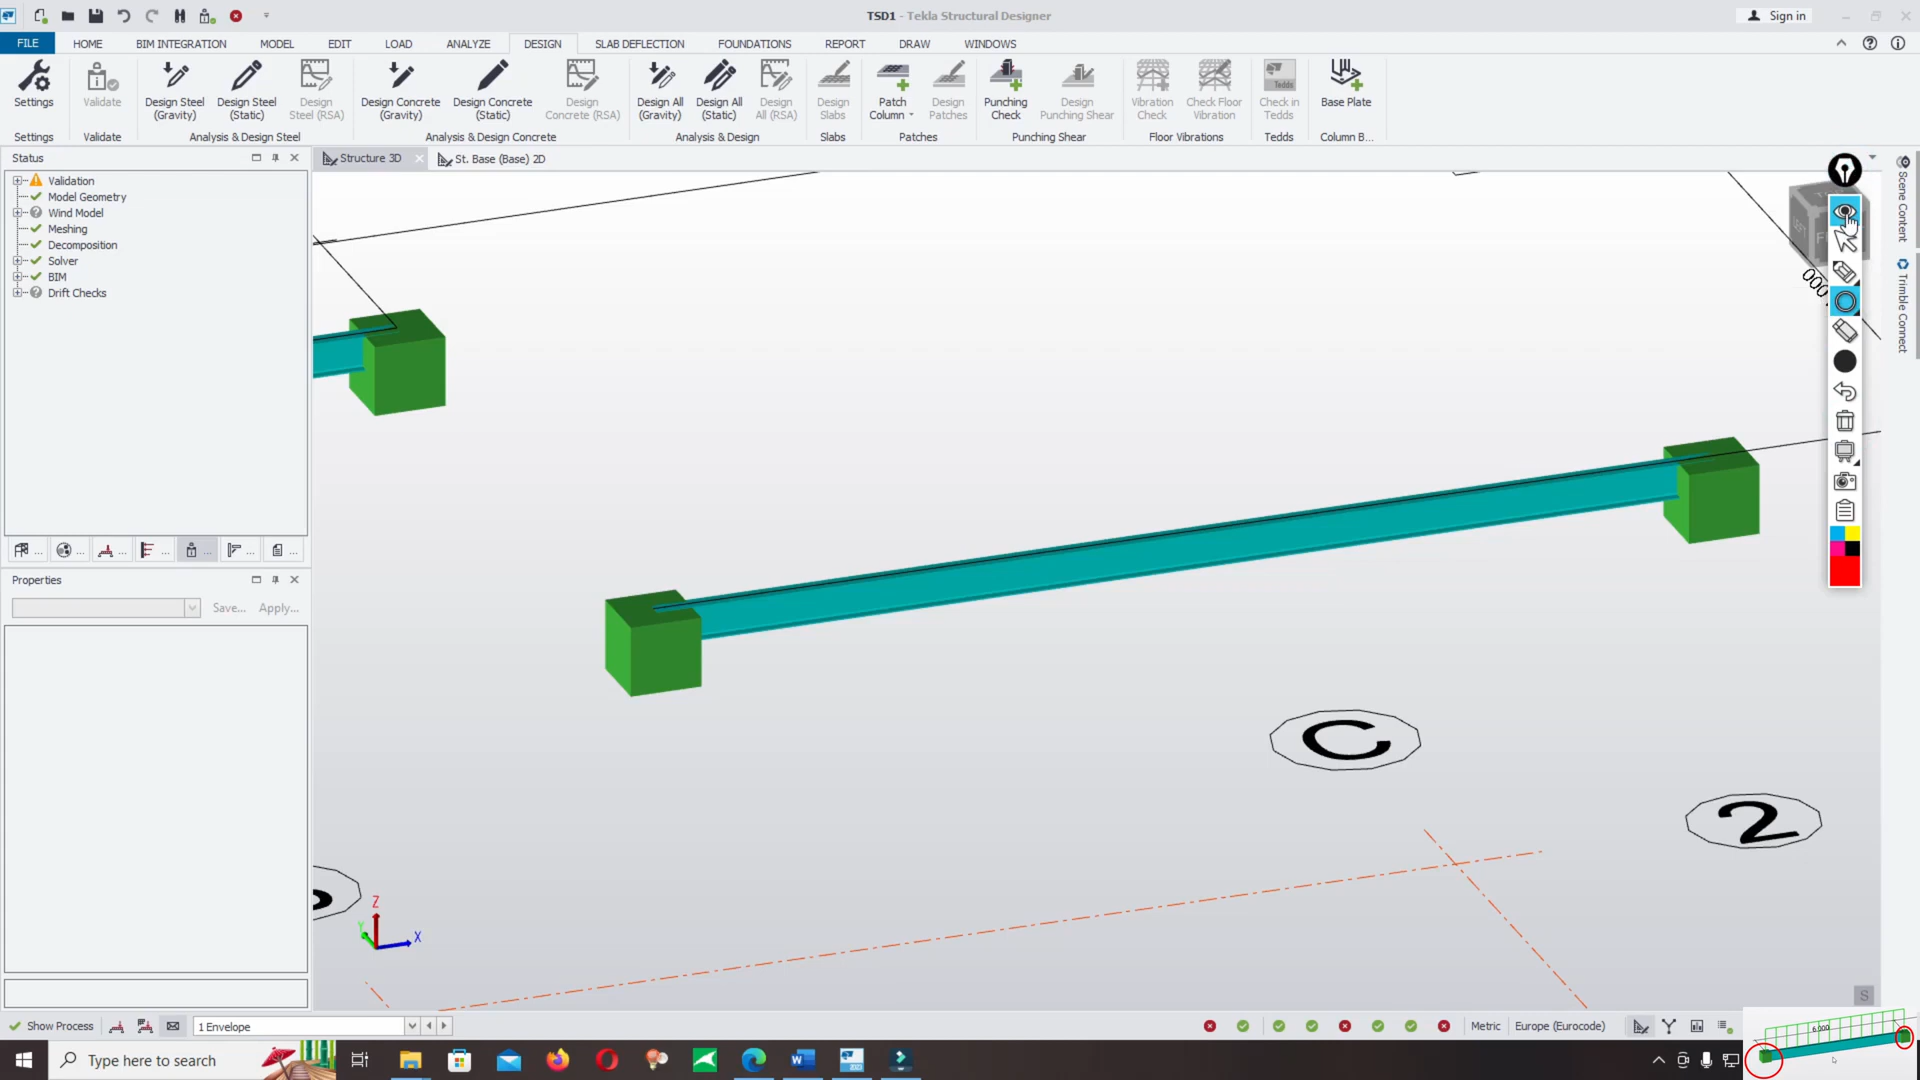 TSD1 - Tekla Structural Designer
Sign in
FILE HOME BIM INTEGRATION MODEL EDIT LOAD ANALYZE DESIGN SLAB DEFLECTION FOUNDATIONS REPORT DRAW WINDOWS
Settings
Validate
Design Steel (Gravity)
Design Steel (Static)
Design Steel (RSA)
Design Concrete (Gravity)
Design Concrete (Static)
Design Concrete (RSA)
Design All (Gravity)
Design All (Static)
Design All (RSA)
Design Slabs
Patch Column
Design Patches
Punching Check
Design Punching Shear
Vibration Check
Check Floor Vibration
Tedds
Check in Tedds
Base Plate
Settings Validate Analysis & Design Steel Analysis & Design Concrete Analysis & Design Slabs Patches Punching Shear Floor Vibrations Tedds Column B...
Status
Structure 3D
St. Base (Base) 2D
Validation
Model Geometry
Wind Model
Meshing
Decomposition
Solver
BIM
Drift Checks
Scene Content
Trimble Connect
LEFT
000
Properties
Save... Apply...
C
2
Z
Y
X
S
Show Process
1 Envelope
Metric
Europe (Eurocode)
6.000
Type here to search
2023